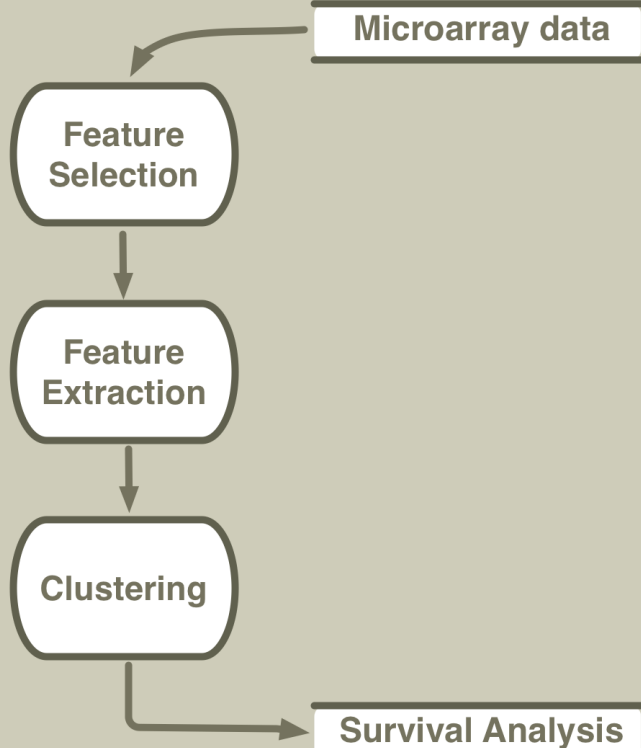 Microarray data
Feature
Selection
Feature
Extraction
Clustering
Survival Analysis